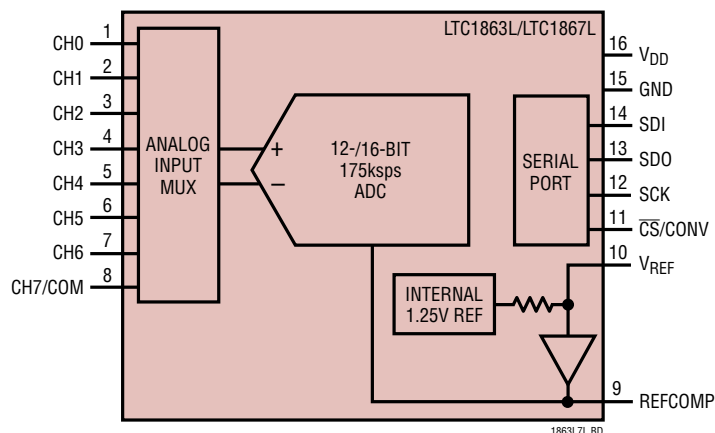 LTC1863L/LTC1867L
1
CH0
2
CH1
3
CH2
4
CH3
5
CH4
6
CH5
7
CH6
8
CH7/COM
ANALOG
INPUT
MUX
+
–
12-/16-BIT
175ksps
ADC
SERIAL
PORT
16
VDD
15
GND
14
SDI
13
SDO
12
SCK
11
C̅S̅/CONV
10
VREF
INTERNAL
1.25V REF
9
REFCOMP
1863L7L BD